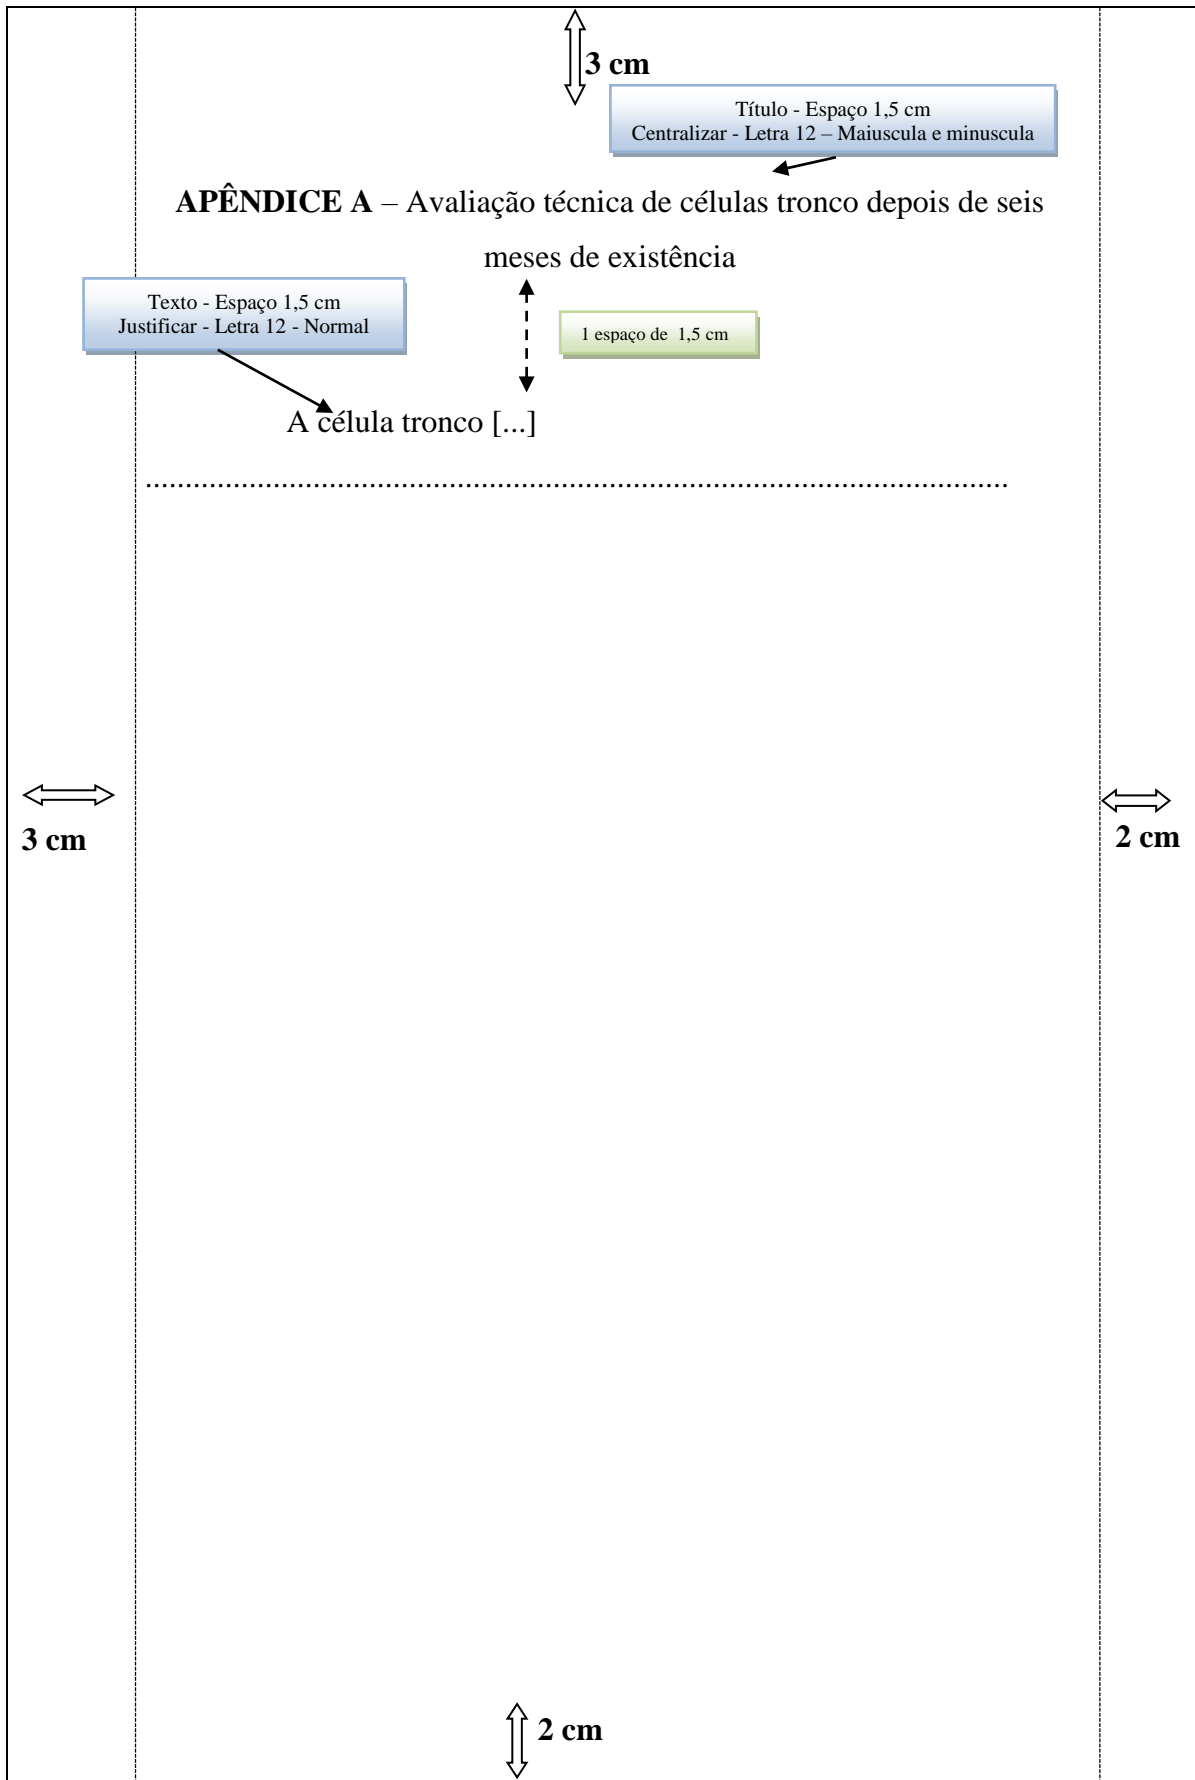 3 cm
Título - Espaço 1,5 cm
Centralizar - Letra 12 – Maiuscula e minuscula
APÊNDICE A – Avaliação técnica de células tronco depois de seis
meses de existência
Texto - Espaço 1,5 cm
Justificar - Letra 12 - Normal
1 espaço de 1,5 cm
A célula tronco [...]
.............................................................................................................
3 cm
2 cm
2 cm